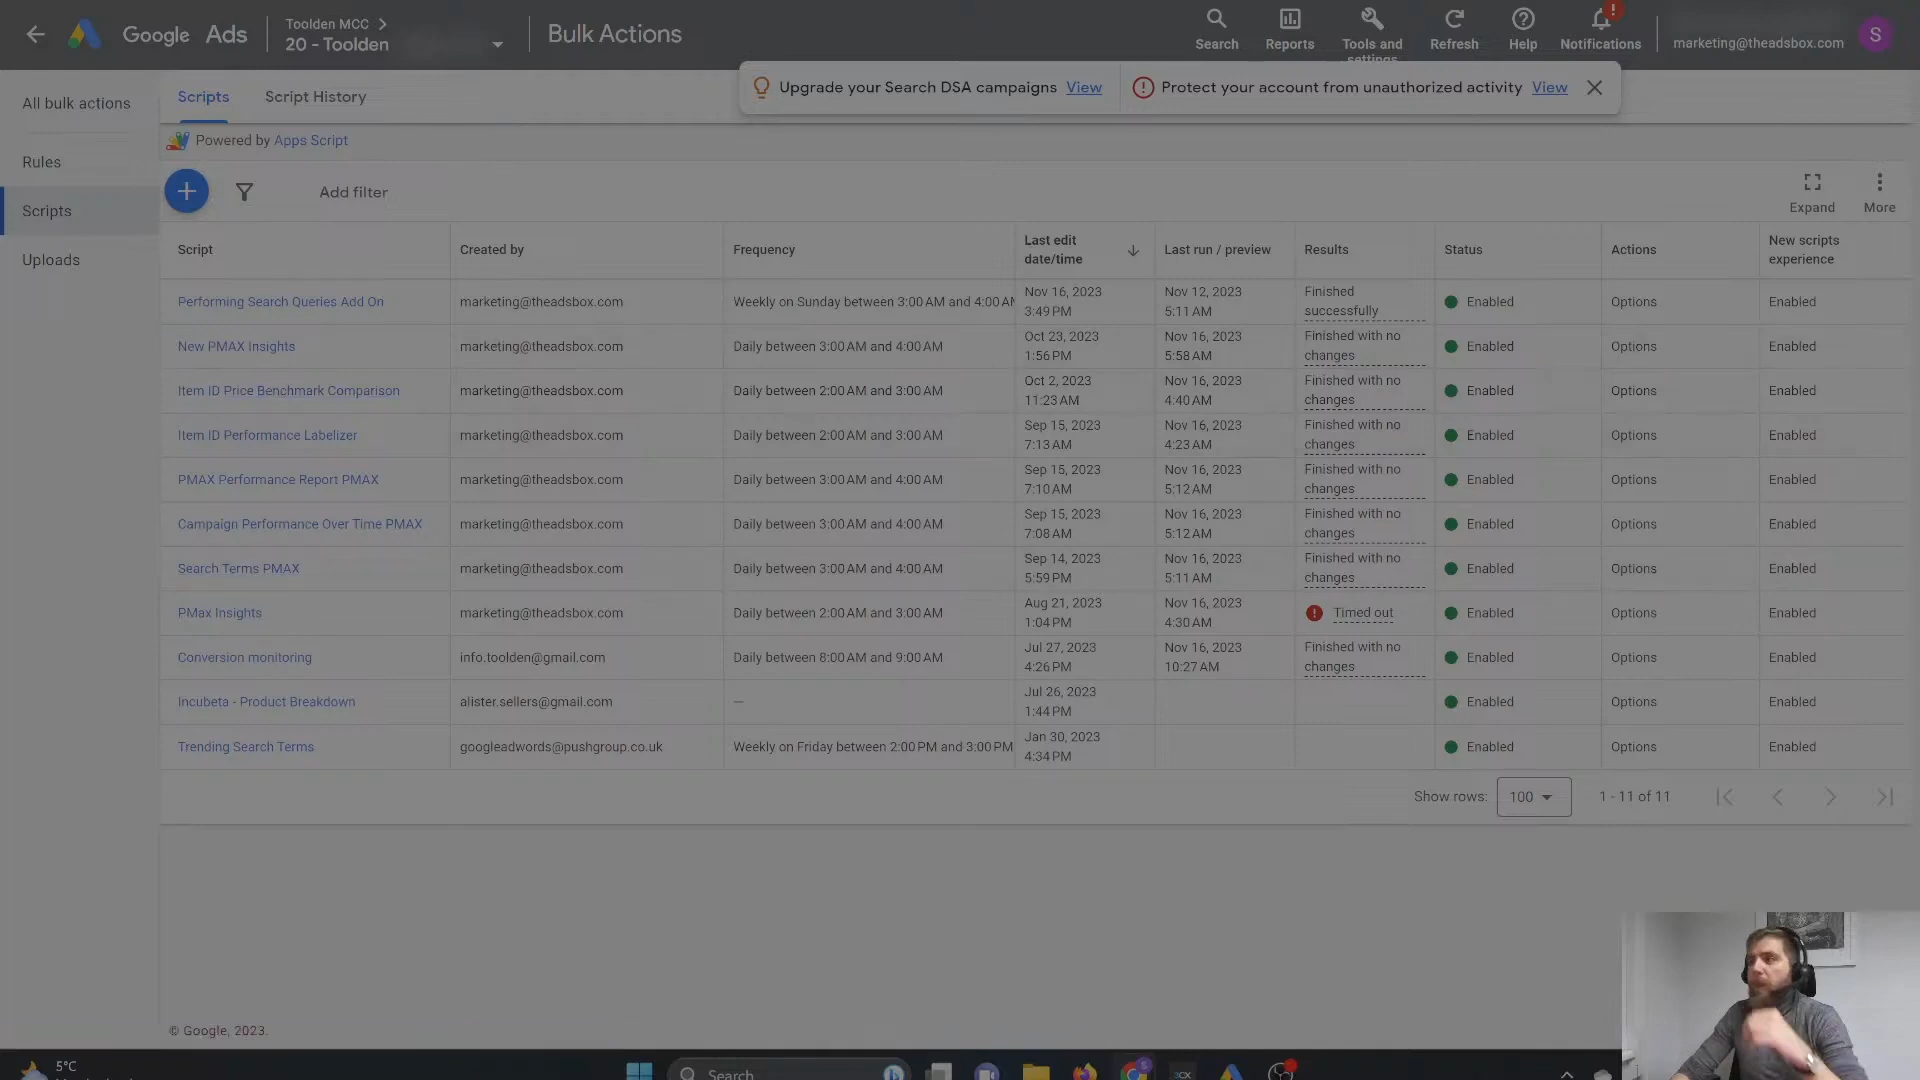 Google Ads
Toolden MCC
20 - Toolden
Bulk Actions
Search
Reports
Tools and
settings
Refresh
Help
Notifications
marketing@theadsbox.com
S
Upgrade your Search DSA campaigns View
Protect your account from unauthorized activity View
All bulk actions
Rules
Scripts
Uploads
Scripts
Script History
Powered by Apps Script
Add filter
Expand
More
Script Created by Frequency Last edit date/time Last run / preview Results Status Actions New scripts experience
Performing Search Queries Add On marketing@theadsbox.com Weekly on Sunday between 3:00 AM and 4:00 AM Nov 16, 2023 3:49 PM Nov 12, 2023 5:11 AM Finished successfully Enabled Options Enabled
New PMAX Insights marketing@theadsbox.com Daily between 3:00 AM and 4:00 AM Oct 23, 2023 1:56 PM Nov 16, 2023 5:58 AM Finished with no changes Enabled Options Enabled
Item ID Price Benchmark Comparison marketing@theadsbox.com Daily between 2:00 AM and 3:00 AM Oct 2, 2023 11:23 AM Nov 16, 2023 4:40 AM Finished with no changes Enabled Options Enabled
Item ID Performance Labelizer marketing@theadsbox.com Daily between 2:00 AM and 3:00 AM Sep 15, 2023 7:13 AM Nov 16, 2023 4:23 AM Finished with no changes Enabled Options Enabled
PMAX Performance Report PMAX marketing@theadsbox.com Daily between 3:00 AM and 4:00 AM Sep 15, 2023 7:10 AM Nov 16, 2023 5:12 AM Finished with no changes Enabled Options Enabled
Campaign Performance Over Time PMAX marketing@theadsbox.com Daily between 3:00 AM and 4:00 AM Sep 15, 2023 7:08 AM Nov 16, 2023 5:12 AM Finished with no changes Enabled Options Enabled
Search Terms PMAX marketing@theadsbox.com Daily between 3:00 AM and 4:00 AM Sep 14, 2023 5:59 PM Nov 16, 2023 5:11 AM Finished with no changes Enabled Options Enabled
PMax Insights marketing@theadsbox.com Daily between 2:00 AM and 3:00 AM Aug 21, 2023 1:04 PM Nov 16, 2023 4:30 AM Timed out Enabled Options Enabled
Conversion monitoring info.toolden@gmail.com Daily between 8:00 AM and 9:00 AM Jul 27, 2023 4:26 PM Nov 16, 2023 10:27 AM Finished with no changes Enabled Options Enabled
Incubeta - Product Breakdown alister.sellers@gmail.com — Jul 26, 2023 1:44 PM Enabled Options Enabled
Trending Search Terms googleadwords@pushgroup.co.uk Weekly on Friday between 2:00 PM and 3:00 PM Jan 30, 2023 4:34 PM Enabled Options Enabled
Show rows: 100 1 - 11 of 11
© Google, 2023.
5°C
Search
3CX